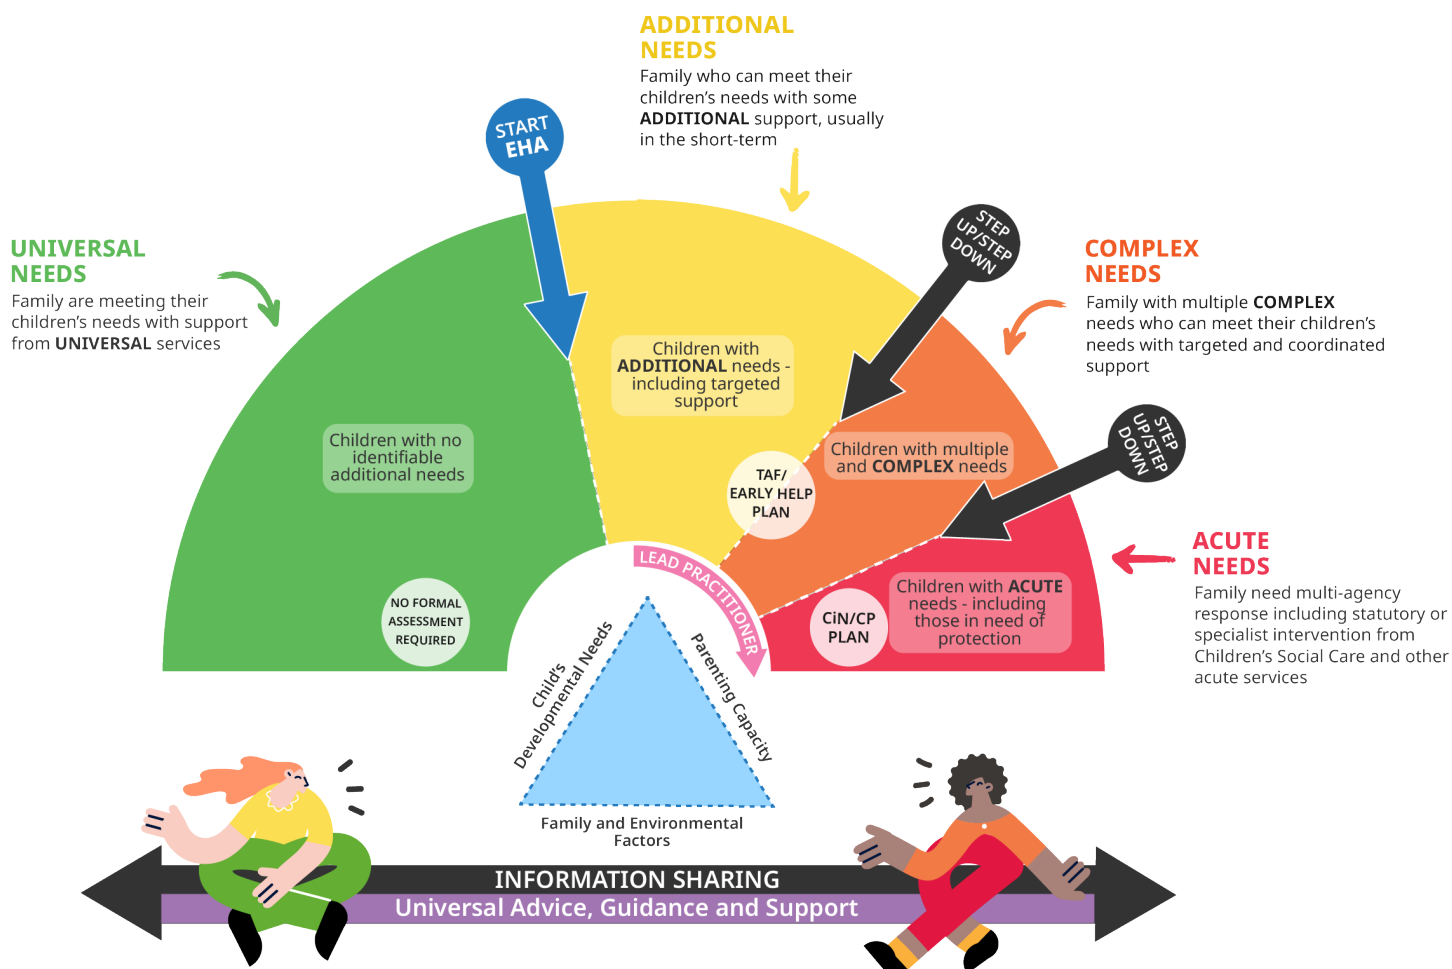 ADDITIONAL
NEEDS
Family who can meet their
children's needs with some
ADDITIONAL support, usually
in the short-term
START
EHA
STEP
UP/STEP
DOWN
UNIVERSAL
NEEDS
Family are meeting their
children's needs with support
from UNIVERSAL services
COMPLEX
NEEDS
Family with multiple COMPLEX
needs who can meet their children's
needs with targeted and coordinated
support
Children with
ADDITIONAL needs -
including targeted
support
Children with no
identifiable
additional needs
Children with multiple
and COMPLEX needs
STEP
UP/STEP
DOWN
TAF/
EARLY HELP
PLAN
ACUTE
NEEDS
Family need multi-agency
response including statutory or
specialist intervention from
Children's Social Care and other
acute services
LEAD PRACTITIONER
NO FORMAL
ASSESSMENT
REQUIRED
CiN/CP
PLAN
Children with ACUTE
needs - including
those in need of
protection
Child's
Developmental Needs
Parenting Capacity
Family and Environmental
Factors
INFORMATION SHARING
Universal Advice, Guidance and Support